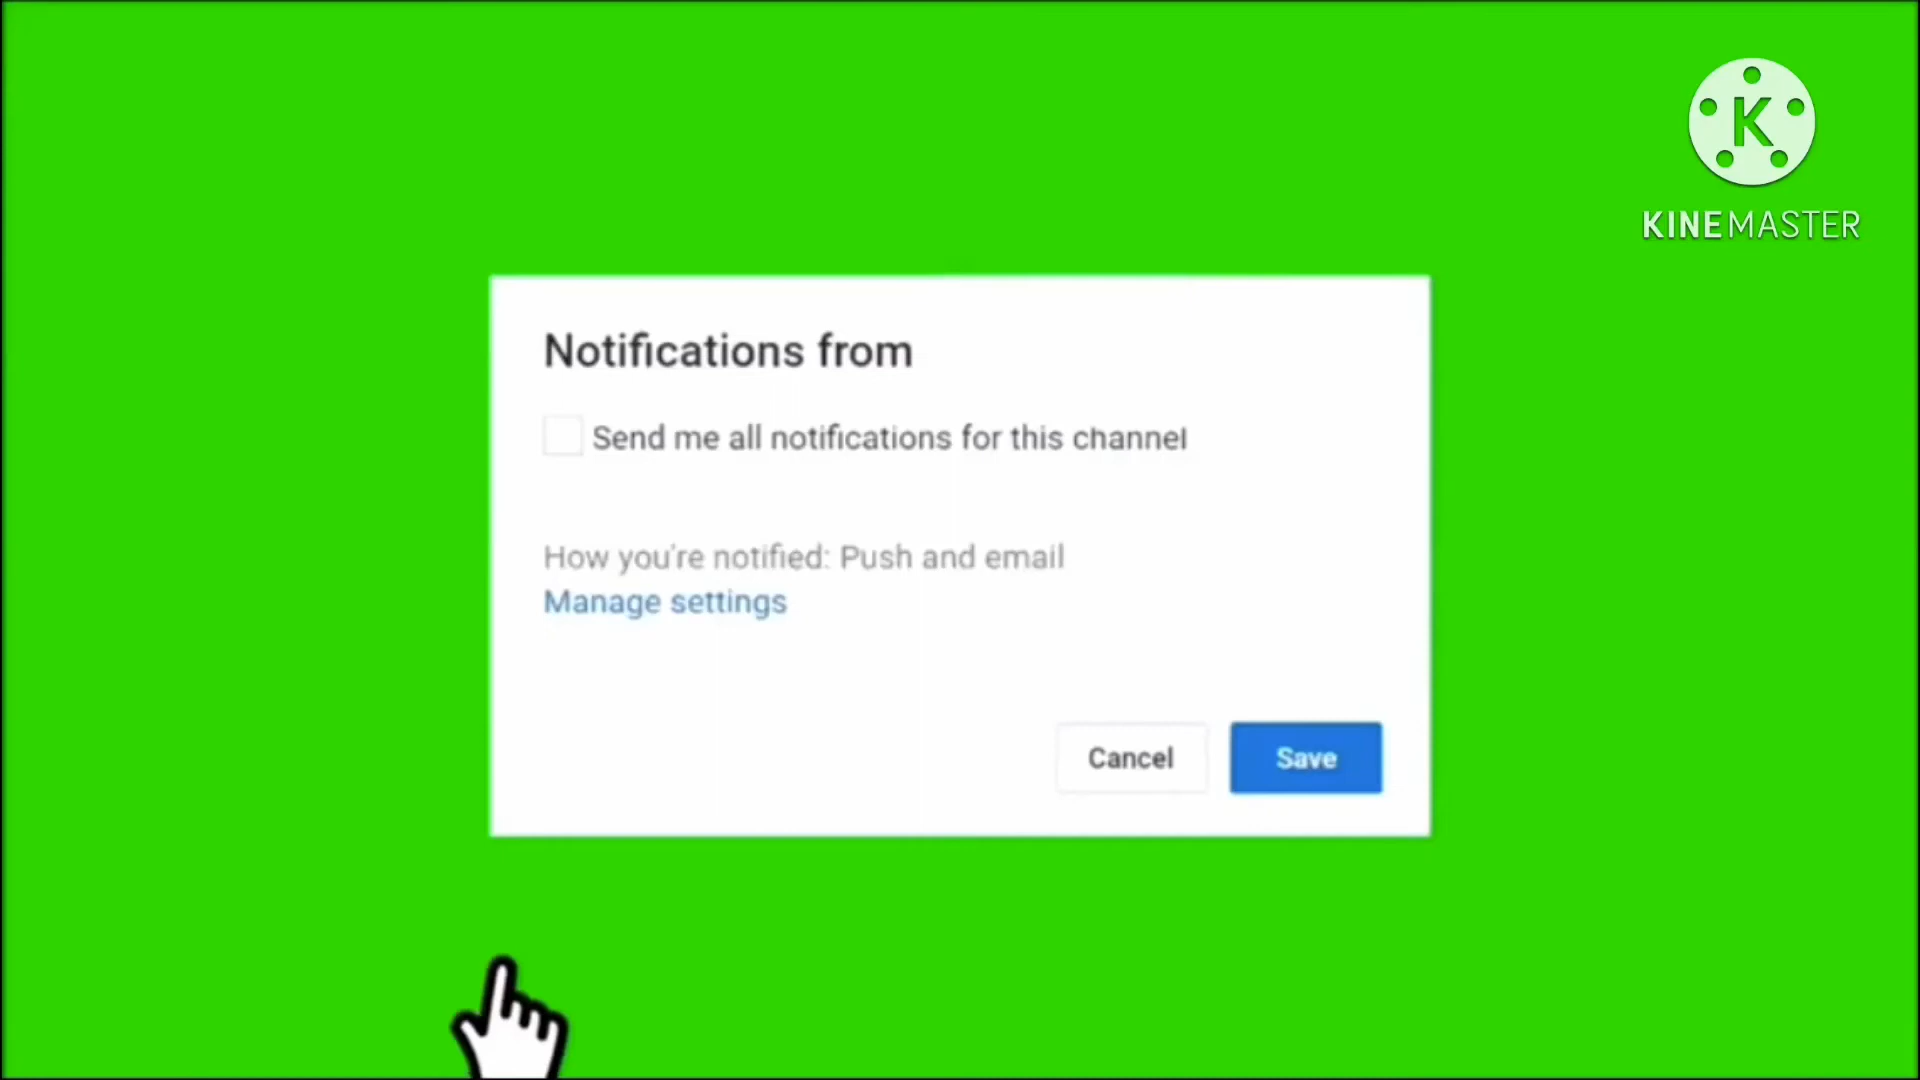 K
KINEMASTER
Notifications from
Send me all notifications for this channel
How you're notified: Push and email
Manage settings
Cancel
Save